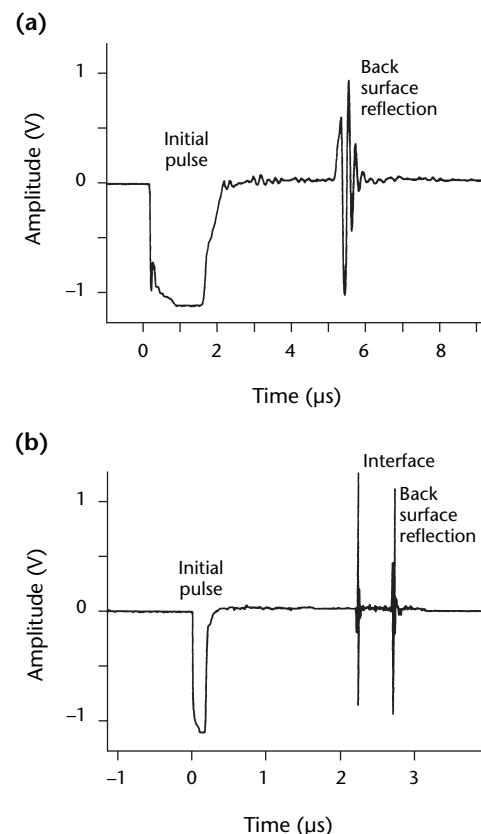 (a)
1
0
−1
Amplitude (V)
Initial
pulse
Back
surface
reflection
0
2
4
6
8
Time (µs)
(b)
1
0
−1
Amplitude (V)
Initial
pulse
Interface
Back
surface
reflection
−1
0
1
2
3
Time (µs)